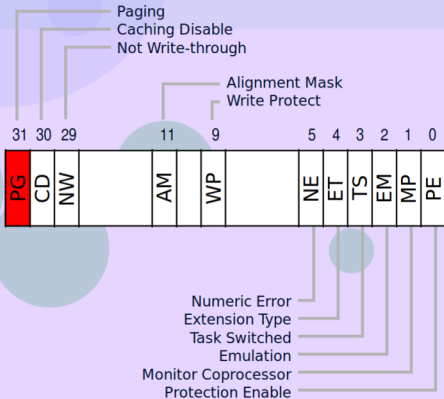 Paging
Caching Disable
Not Write-through
Alignment Mask
Write Protect
31 30 29 11 9 5 4 3 2 1 0
PG CD NW AM WP NE ET TS EM MP PE
Numeric Error
Extension Type
Task Switched
Emulation
Monitor Coprocessor
Protection Enable